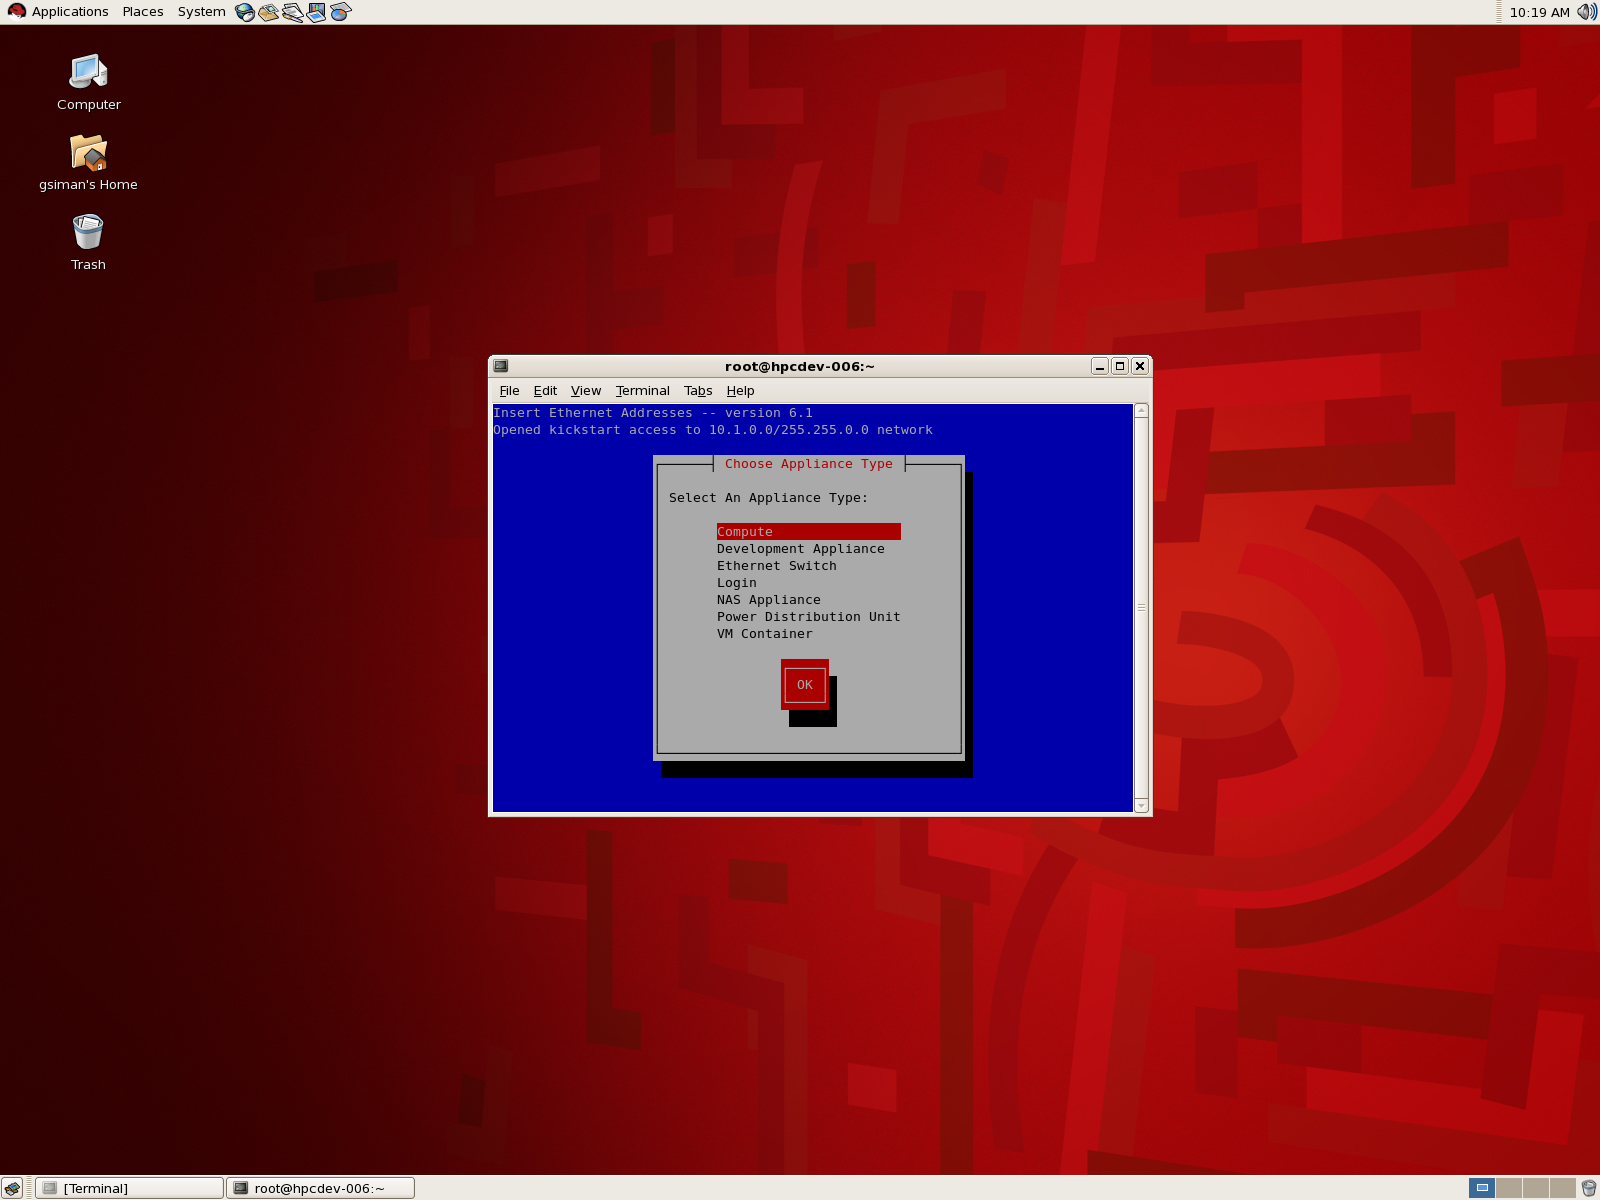 Applications Places System 10:19 AM
Computer
gsiman's Home
Trash
root@hpcdev-006:~
File Edit View Terminal Tabs Help
Insert Ethernet Addresses -- version 6.1
Opened kickstart access to 10.1.0.0/255.255.0.0 network
Choose Appliance Type
Select An Appliance Type:
Compute
Development Appliance
Ethernet Switch
Login
NAS Appliance
Power Distribution Unit
VM Container
OK
[Terminal] root@hpcdev-006:~